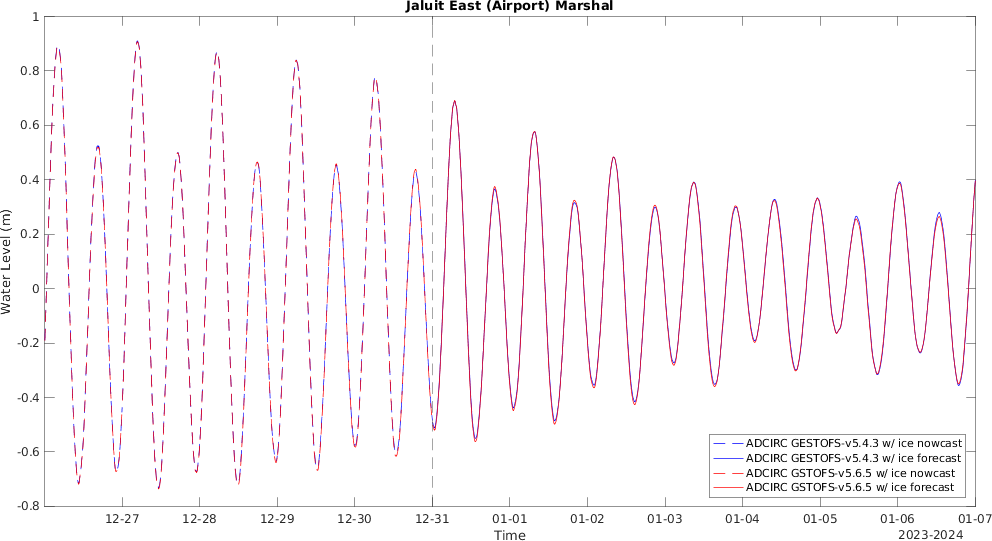 Jaluit East (Airport) Marshal
1
0.8
0.6
0.4
0.2
0
-0.2
-0.4
-0.6
-0.8
Water Level (m)
12-27 12-28 12-29 12-30 12-31 01-01 01-02 01-03 01-04 01-05 01-06 01-07
Time
2023-2024
ADCIRC GESTOFS-v5.4.3 w/ ice nowcast
ADCIRC GESTOFS-v5.4.3 w/ ice forecast
ADCIRC GSTOFS-v5.6.5 w/ ice nowcast
ADCIRC GSTOFS-v5.6.5 w/ ice forecast